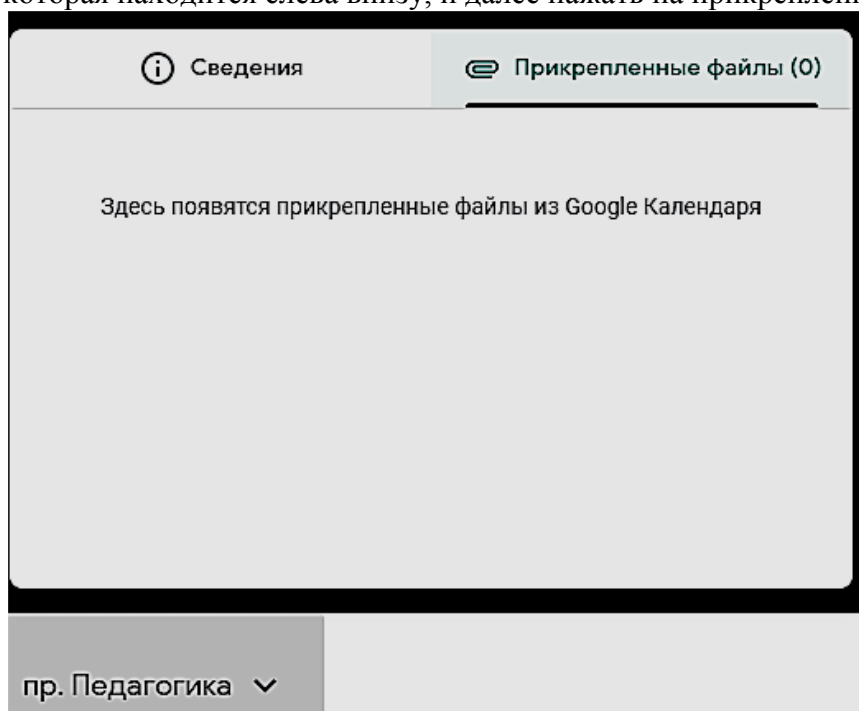 которая находится слева внизу, и далее нажать на
Сведения
Прикрепленные файлы (0)
Здесь появятся прикрепленные файлы из Google Календаря
пр. Педагогика